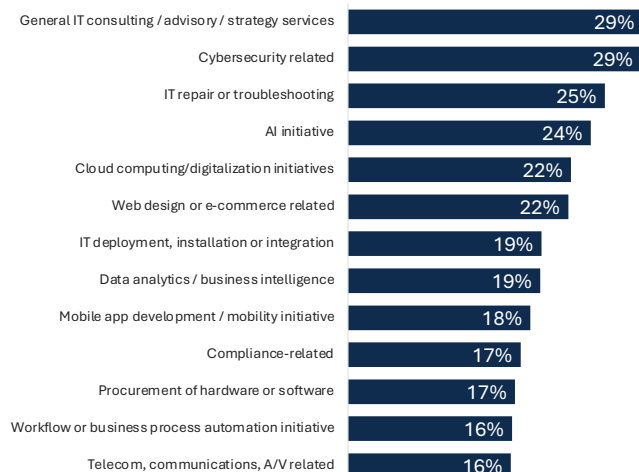 General IT consulting / advisory / strategy services 29%
Cybersecurity related 29%
IT repair or troubleshooting 25%
AI initiative 24%
Cloud computing/digitalization initiatives 22%
Web design or e-commerce related 22%
IT deployment, installation or integration 19%
Data analytics / business intelligence 19%
Mobile app development / mobility initiative 18%
Compliance-related 17%
Procurement of hardware or software 17%
Workflow or business process automation initiative 16%
Telecom, communications, A/V related 16%